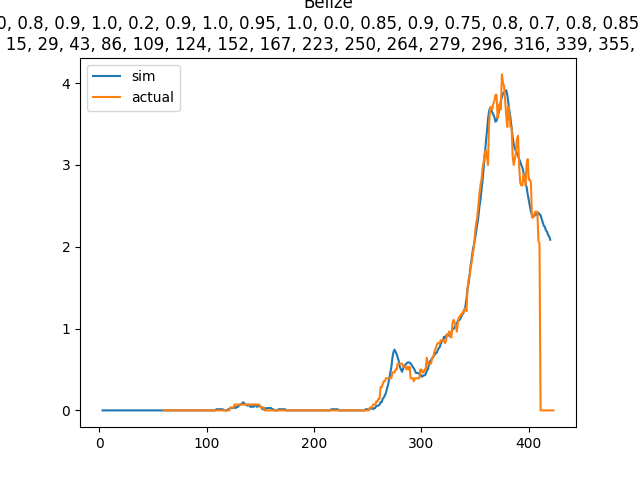 Belize
0, 0.8, 0.9, 1.0, 0.2, 0.9, 1.0, 0.95, 1.0, 0.0, 0.85, 0.9, 0.75, 0.8, 0.7, 0.8, 0.85
15, 29, 43, 86, 109, 124, 152, 167, 223, 250, 264, 279, 296, 316, 339, 355,
sim
actual
4
3
2
1
0
0 100 200 300 400